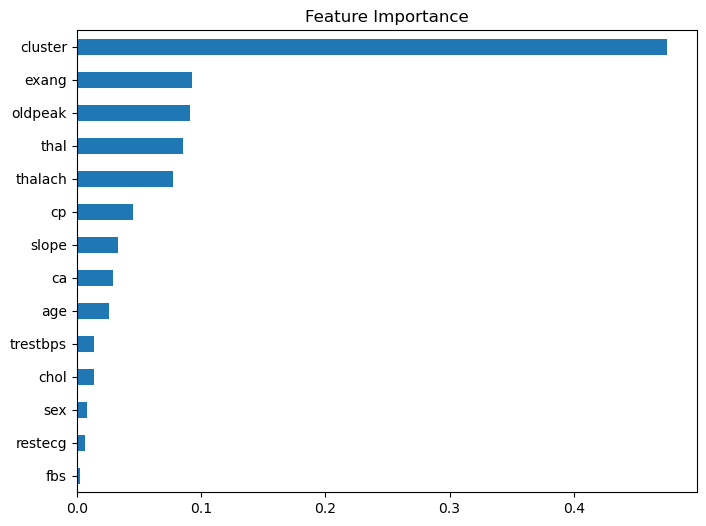 Feature Importance
cluster
exang
oldpeak
thal
thalach
cp
slope
ca
age
trestbps
chol
sex
restecg
fbs
0.0 0.1 0.2 0.3 0.4